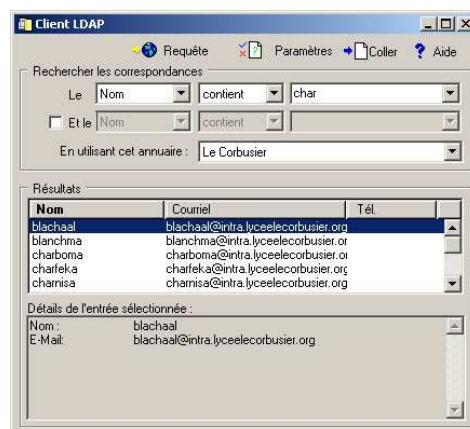 Client LDAP
Requête Paramètres Coller Aide
Rechercher les correspondances
Le Nom contient char
Et le Nom contient
En utilisant cet annuaire : Le Corbusier
Résultats
Nom Courriel Tél.
blachaal blachaal@intra.lyceelecorbusier.org
blanchma blanchma@intra.lyceelecorbusier.or
charboma charboma@intra.lyceelecorbusier.or
charfeka charfeka@intra.lyceelecorbusier.org
charnisa charnisa@intra.lyceelecorbusier.org
Détails de l'entrée sélectionnée :
Nom : blachaal
E-Mail: blachaal@intra.lyceelecorbusier.org